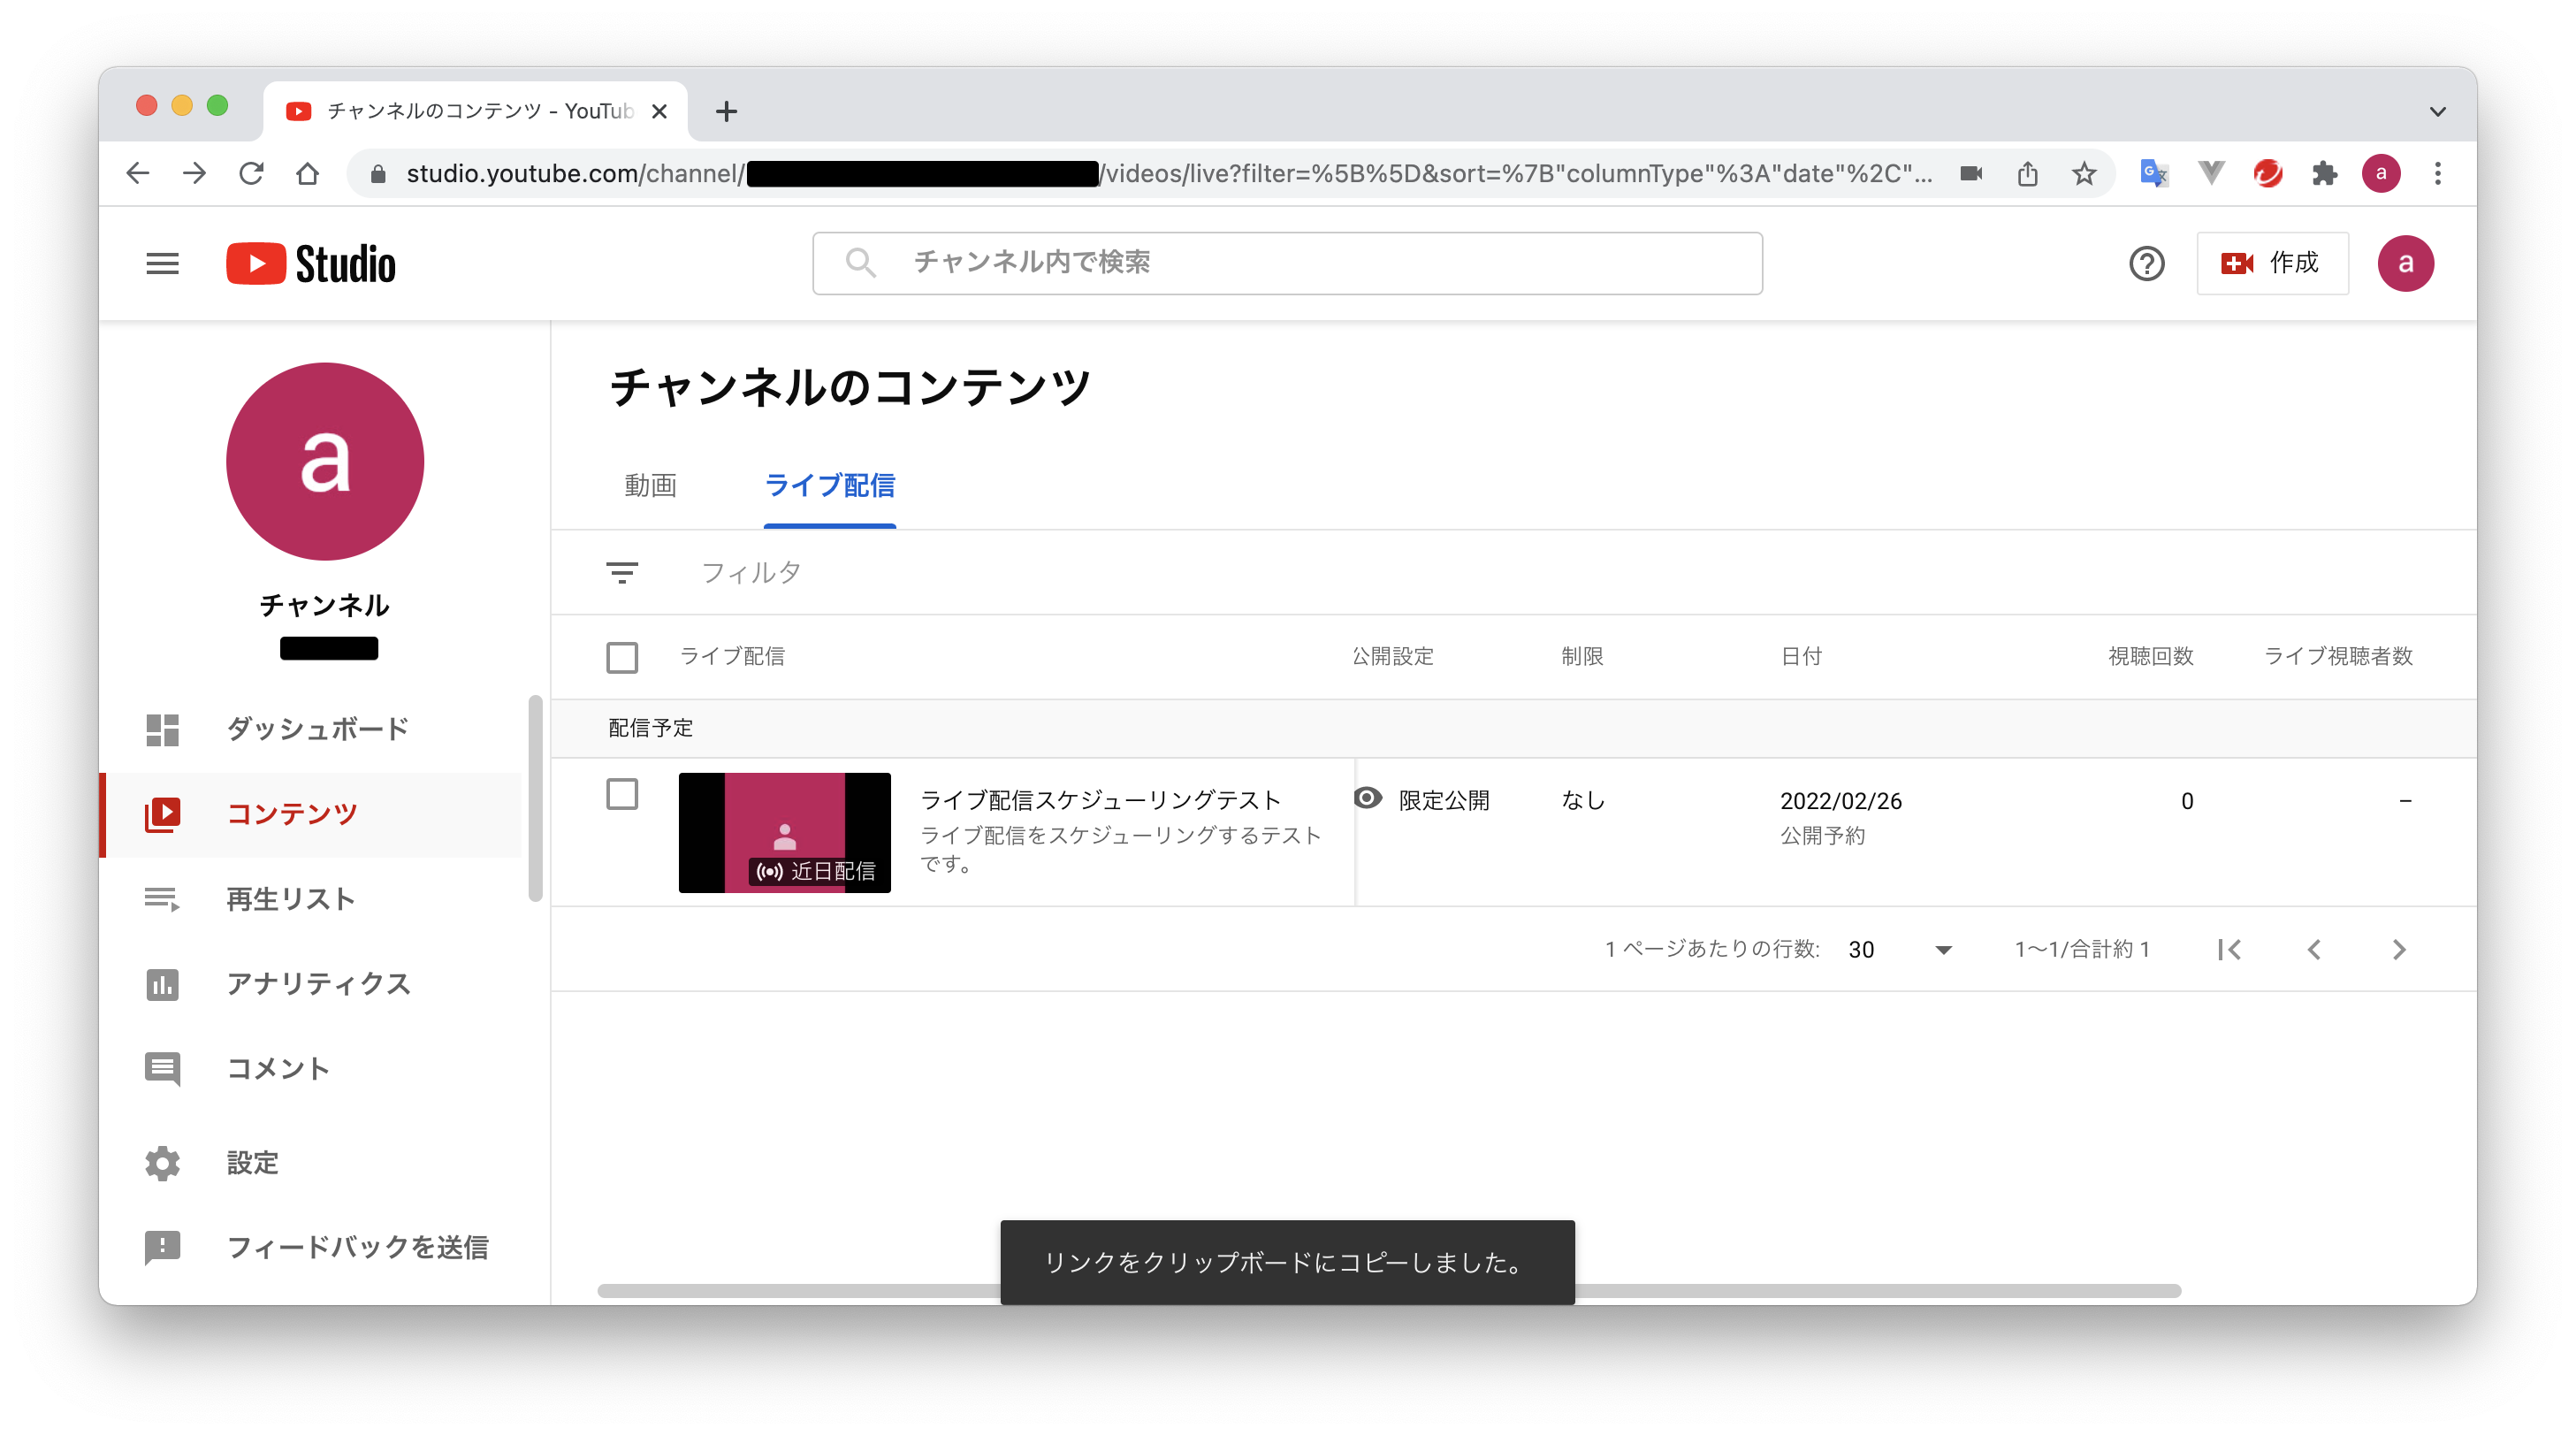 チャンネルのコンテンツ - YouTub
studio.youtube.com/channel/
/videos/live?filter=%5B%5D&sort=%7B"columnType"%3A"date"%2C"...
a
Studio
チャンネル内で検索
作成
a
a
チャンネル
ダッシュボード
コンテンツ
再生リスト
アナリティクス
コメント
設定
フィードバックを送信
チャンネルのコンテンツ
動画
ライブ配信
フィルタ
ライブ配信 公開設定 制限 日付 視聴回数 ライブ視聴者数
配信予定
近日配信
ライブ配信スケジューリングテスト
ライブ配信をスケジューリングするテスト
です。
限定公開 なし 2022/02/26 0 –
公開予約
1 ページあたりの行数: 30 1～1/合計約 1
リンクをクリップボードにコピーしました。